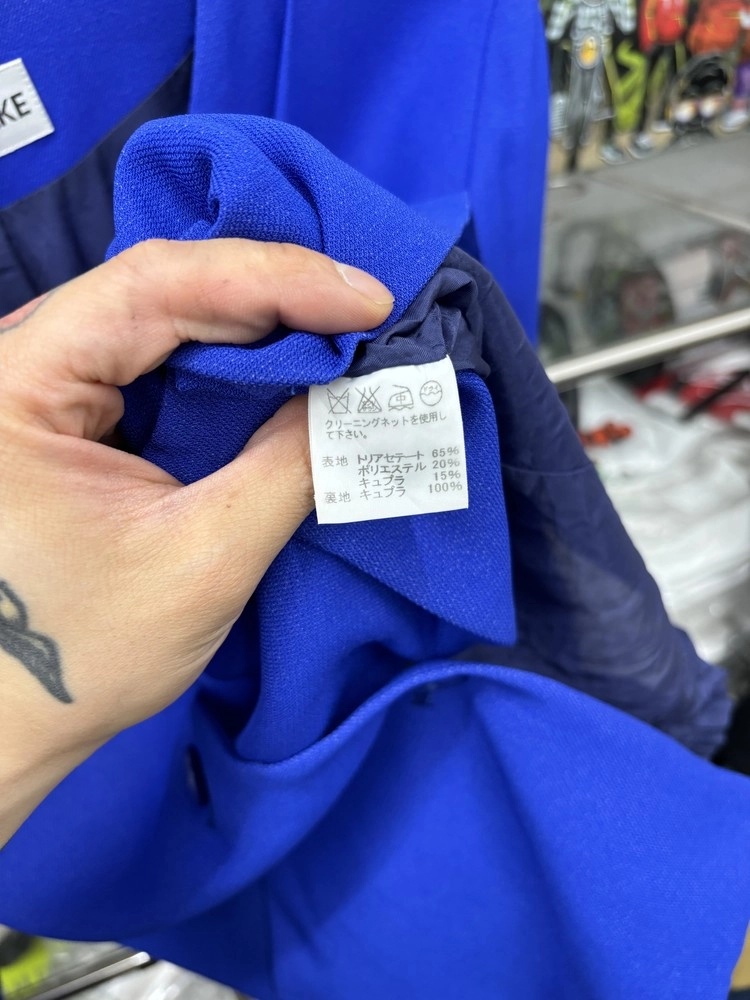 KE
クリーニングネットを使用し
て下さい。
表地 トリアセテート 65%
ポリエステル 20%
キュプラ 15%
裏地 キュプラ 100%